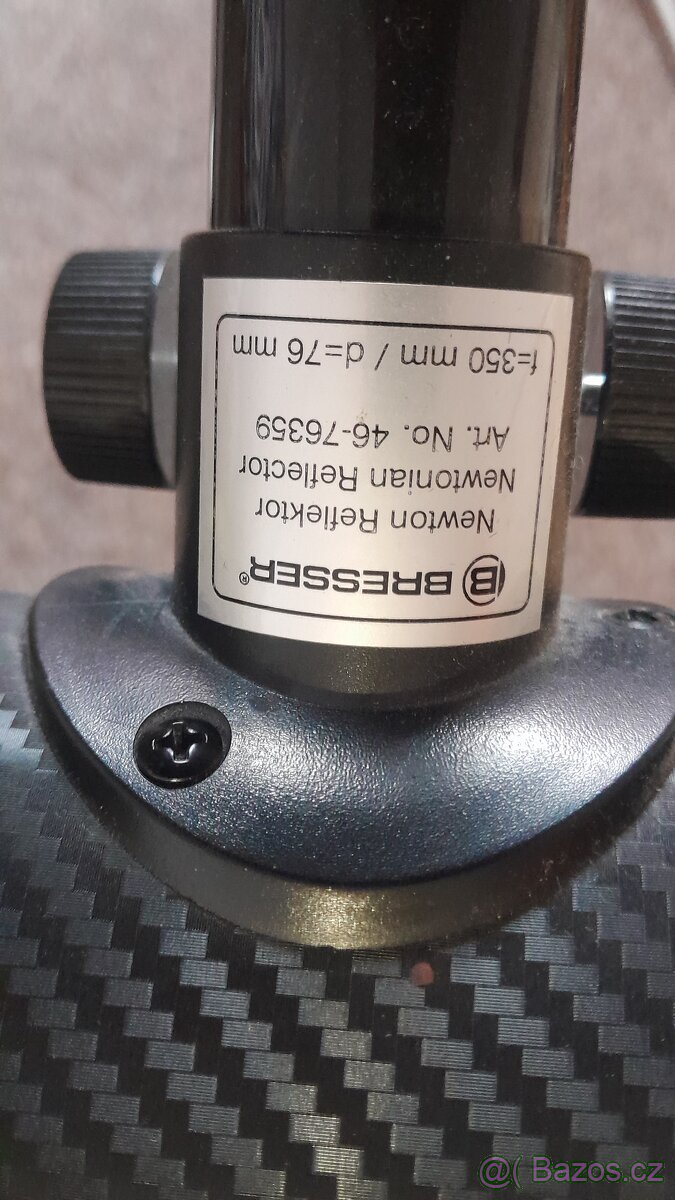 B BRESSER®
Newton Reflektor
Newtonian Reflector
Art. No. 46-76359
f=350 mm / d=76 mm
@( Bazos.cz